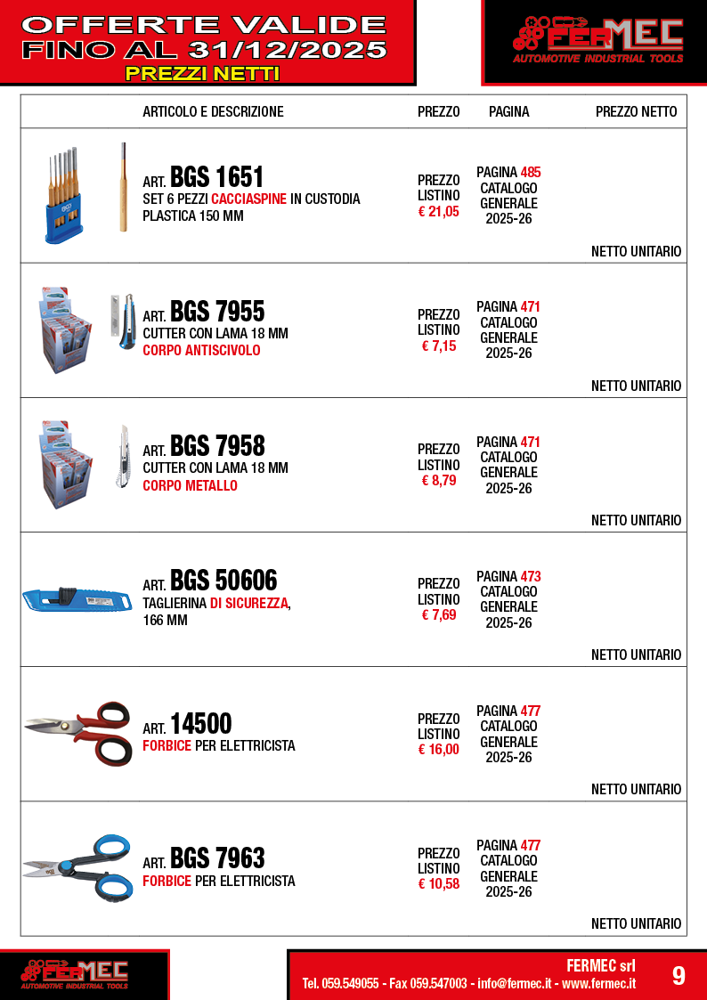 OFFERTE VALIDE
FINO AL 31/12/2025
PREZZI NETTI
FERMEC
AUTOMOTIVE INDUSTRIAL TOOLS
ARTICOLO E DESCRIZIONE PREZZO PAGINA PREZZO NETTO
ART. BGS 1651
SET 6 PEZZI CACCIASPINE IN CUSTODIA
PLASTICA 150 MM
PREZZO
LISTINO
€ 21,05
PAGINA 485
CATALOGO
GENERALE
2025-26
NETTO UNITARIO
ART. BGS 7955
CUTTER CON LAMA 18 MM
CORPO ANTISCIVOLO
PREZZO
LISTINO
€ 7,15
PAGINA 471
CATALOGO
GENERALE
2025-26
NETTO UNITARIO
ART. BGS 7958
CUTTER CON LAMA 18 MM
CORPO METALLO
PREZZO
LISTINO
€ 8,79
PAGINA 471
CATALOGO
GENERALE
2025-26
NETTO UNITARIO
ART. BGS 50606
TAGLIERINA DI SICUREZZA,
166 MM
PREZZO
LISTINO
€ 7,69
PAGINA 473
CATALOGO
GENERALE
2025-26
NETTO UNITARIO
ART. 14500
FORBICE PER ELETTRICISTA
PREZZO
LISTINO
€ 16,00
PAGINA 477
CATALOGO
GENERALE
2025-26
NETTO UNITARIO
ART. BGS 7963
FORBICE PER ELETTRICISTA
PREZZO
LISTINO
€ 10,58
PAGINA 477
CATALOGO
GENERALE
2025-26
NETTO UNITARIO
FERMEC
AUTOMOTIVE INDUSTRIAL TOOLS
FERMEC srl
Tel. 059.549055 - Fax 059.547003 - info@fermec.it - www.fermec.it
9